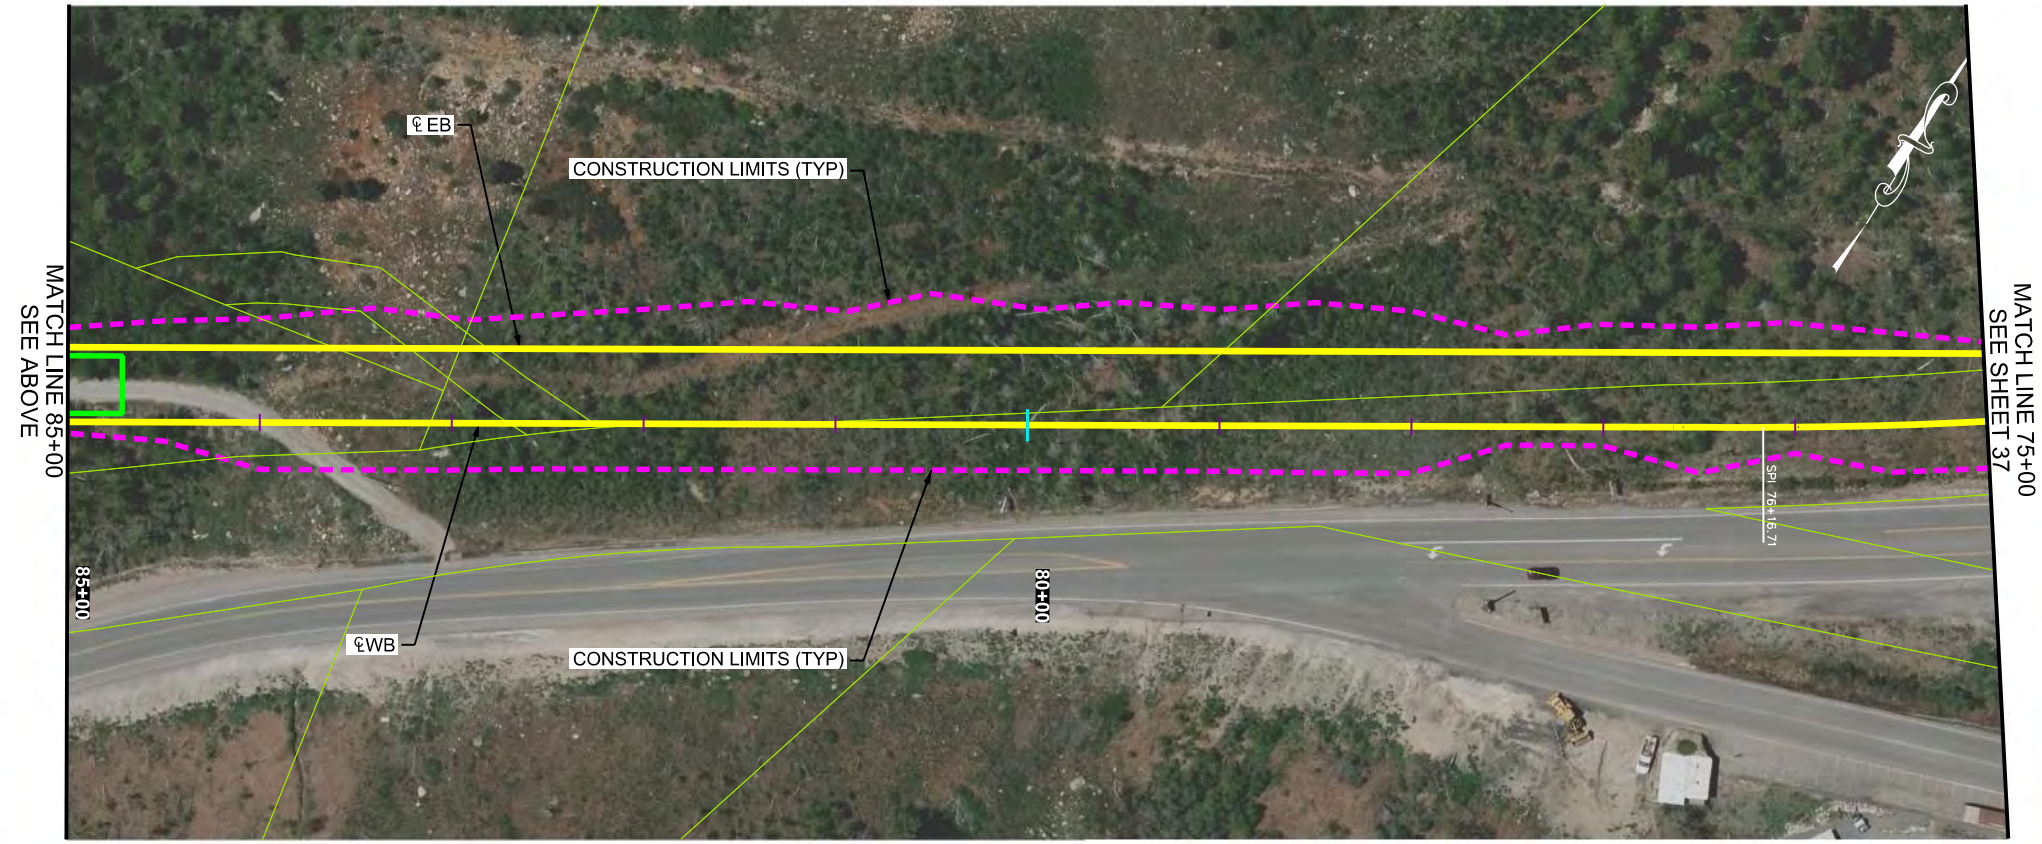 ℄ EB
CONSTRUCTION LIMITS (TYP)
MATCH LINE 85+00
SEE ABOVE
MATCH LINE 75+00
SEE SHEET 37
SPI 76+16.71
85+00
80+00
℄ WB
CONSTRUCTION LIMITS (TYP)